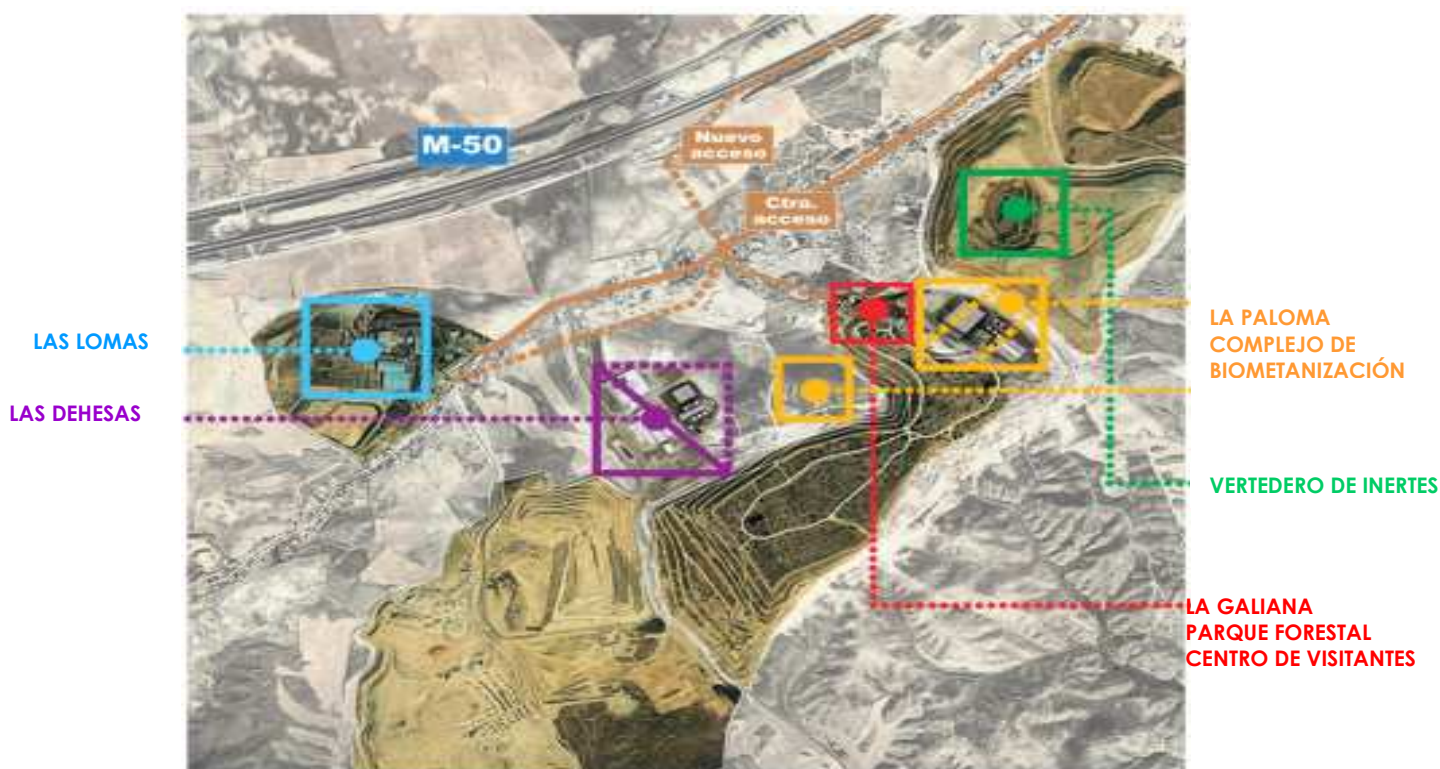 M-50
Nuevo
acceso
Ctra.
acceso
LAS LOMAS
LAS DEHESAS
LA PALOMA
COMPLEJO DE
BIOMETANIZACIÓN
VERTEDERO DE INERTES
LA GALIANA
PARQUE FORESTAL
CENTRO DE VISITANTES